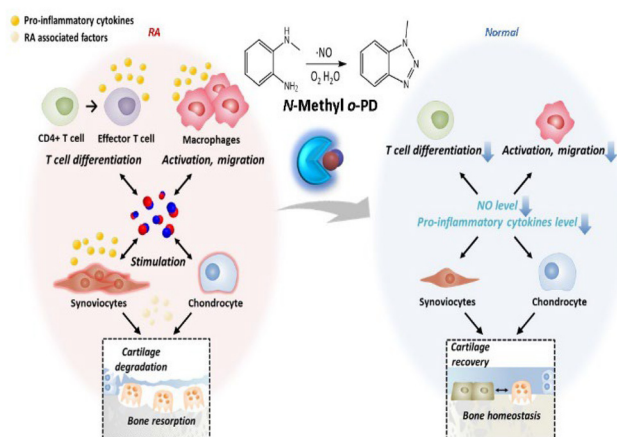 Pro-inflammatory cytokines
RA associated factors
RA
Normal
NH
NH2
·NO
O2 H2O
N
N
N
N-Methyl o-PD
CD4+ T cell
Effector T cell
Macrophages
T cell differentiation
Activation, migration
Stimulation
Synoviocytes
Chondrocyte
Cartilage
degradation
Bone resorption
T cell differentiation
Activation, migration
NO level
Pro-inflammatory cytokines level
Synoviocytes
Chondrocyte
Cartilage
recovery
Bone homeostasis